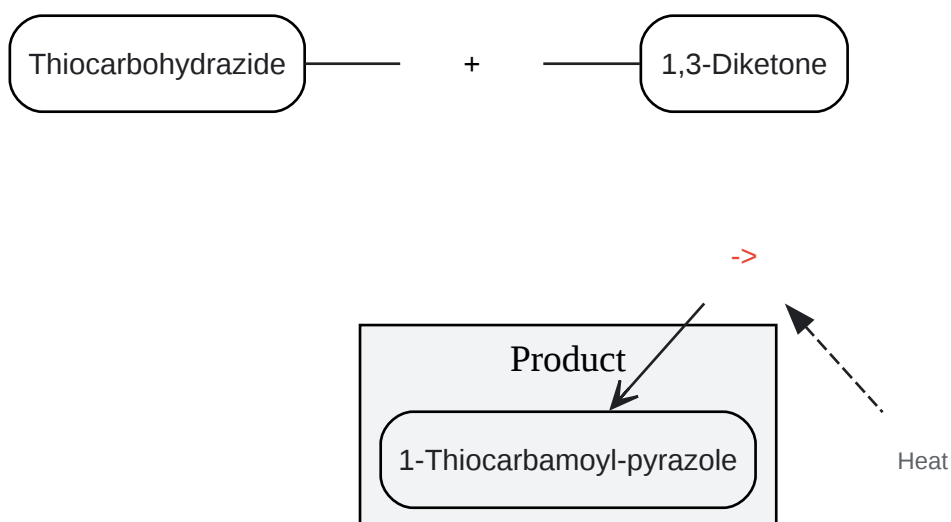 Thiocarbohydrazide
+
1,3-Diketone
->
Product
1-Thiocarbamoyl-pyrazole
Heat